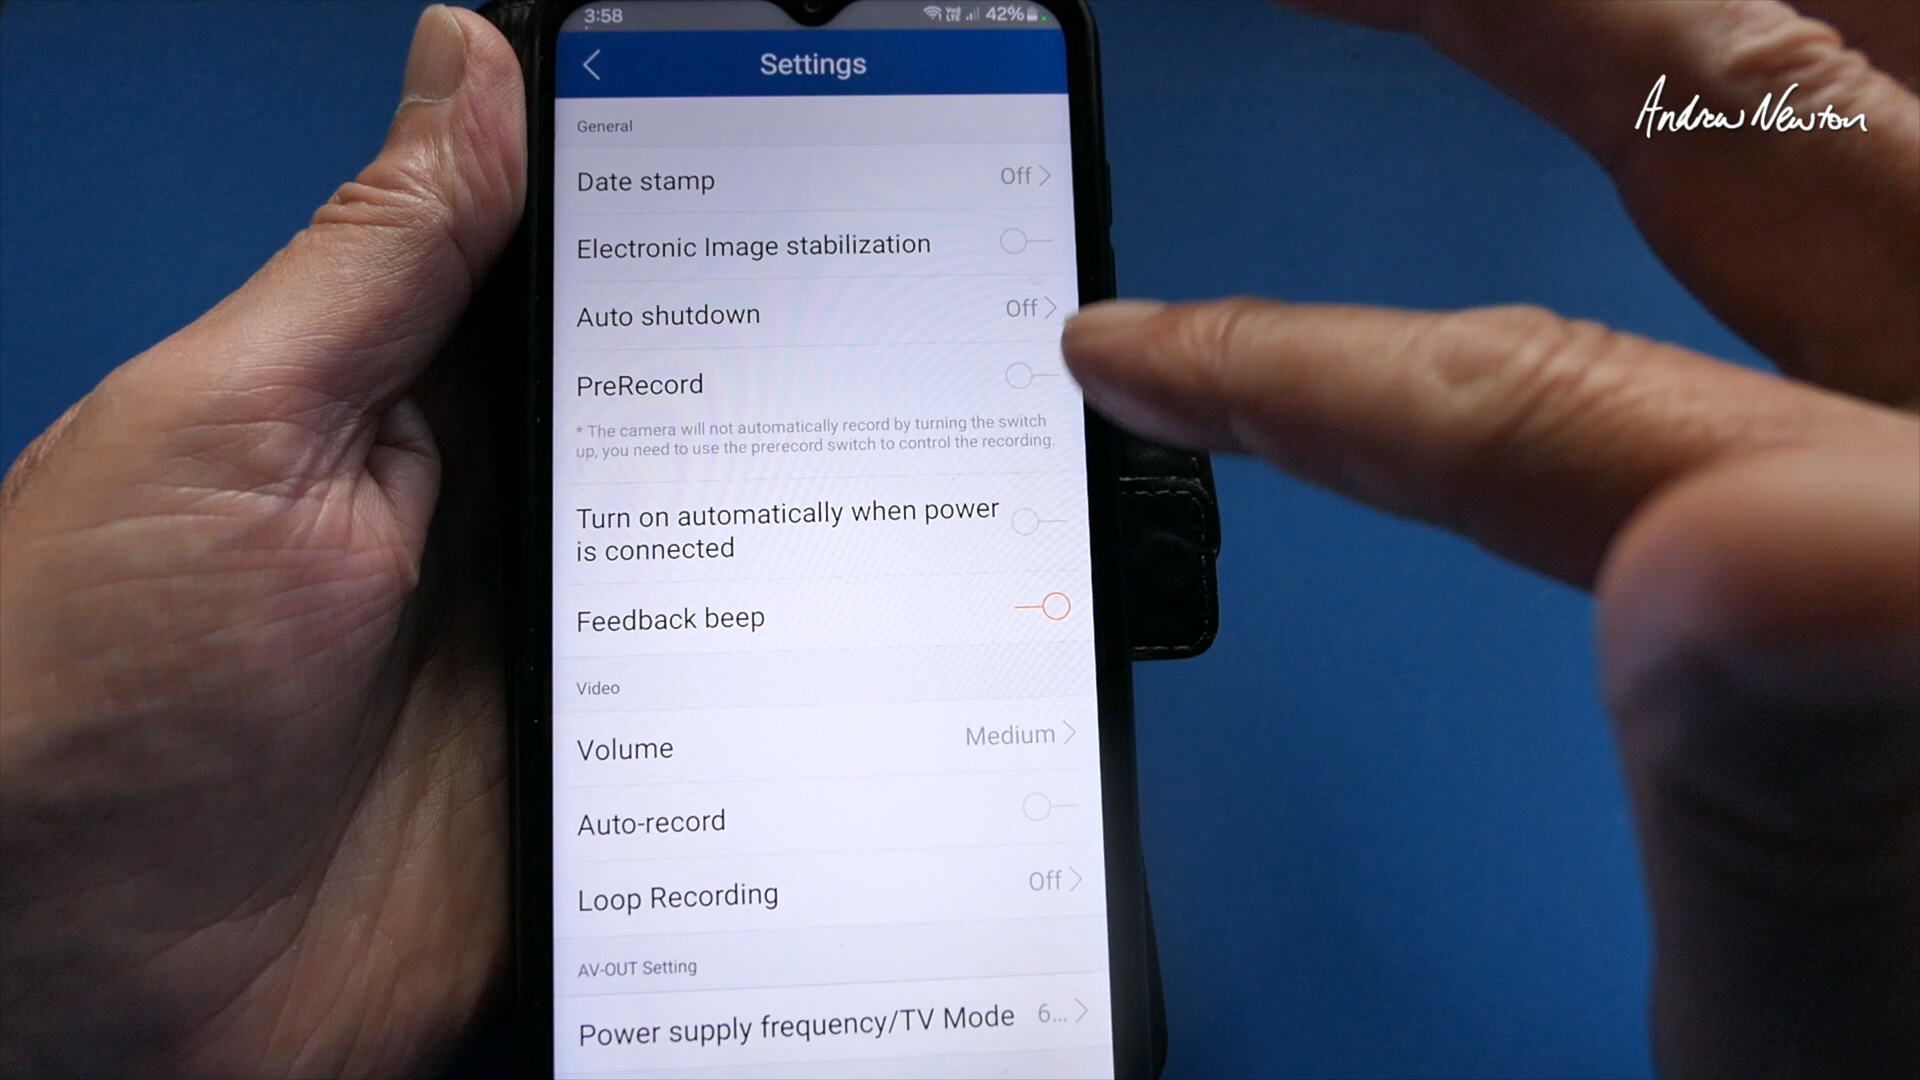 3:58
42%
Settings
Andrew Newton
General
Date stamp Off
Electronic Image stabilization
Auto shutdown Off
PreRecord
* The camera will not automatically record by turning the switch
up, you need to use the prerecord switch to control the recording.
Turn on automatically when power
is connected
Feedback beep
Video
Volume Medium
Auto-record
Loop Recording Off
AV-OUT Setting
Power supply frequency/TV Mode 6...